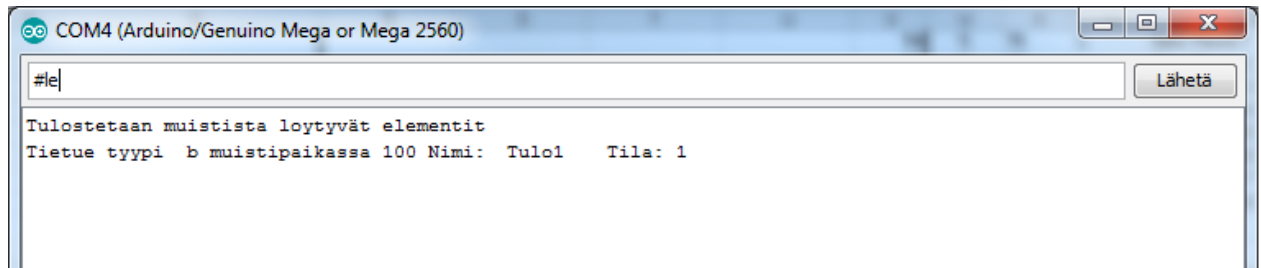 COM4 (Arduino/Genuino Mega or Mega 2560)
#le
Lähetä
Tulostetaan muistista loytyvät elementit
Tietue tyypi  b muistipaikassa 100 Nimi:  Tulo1   Tila: 1